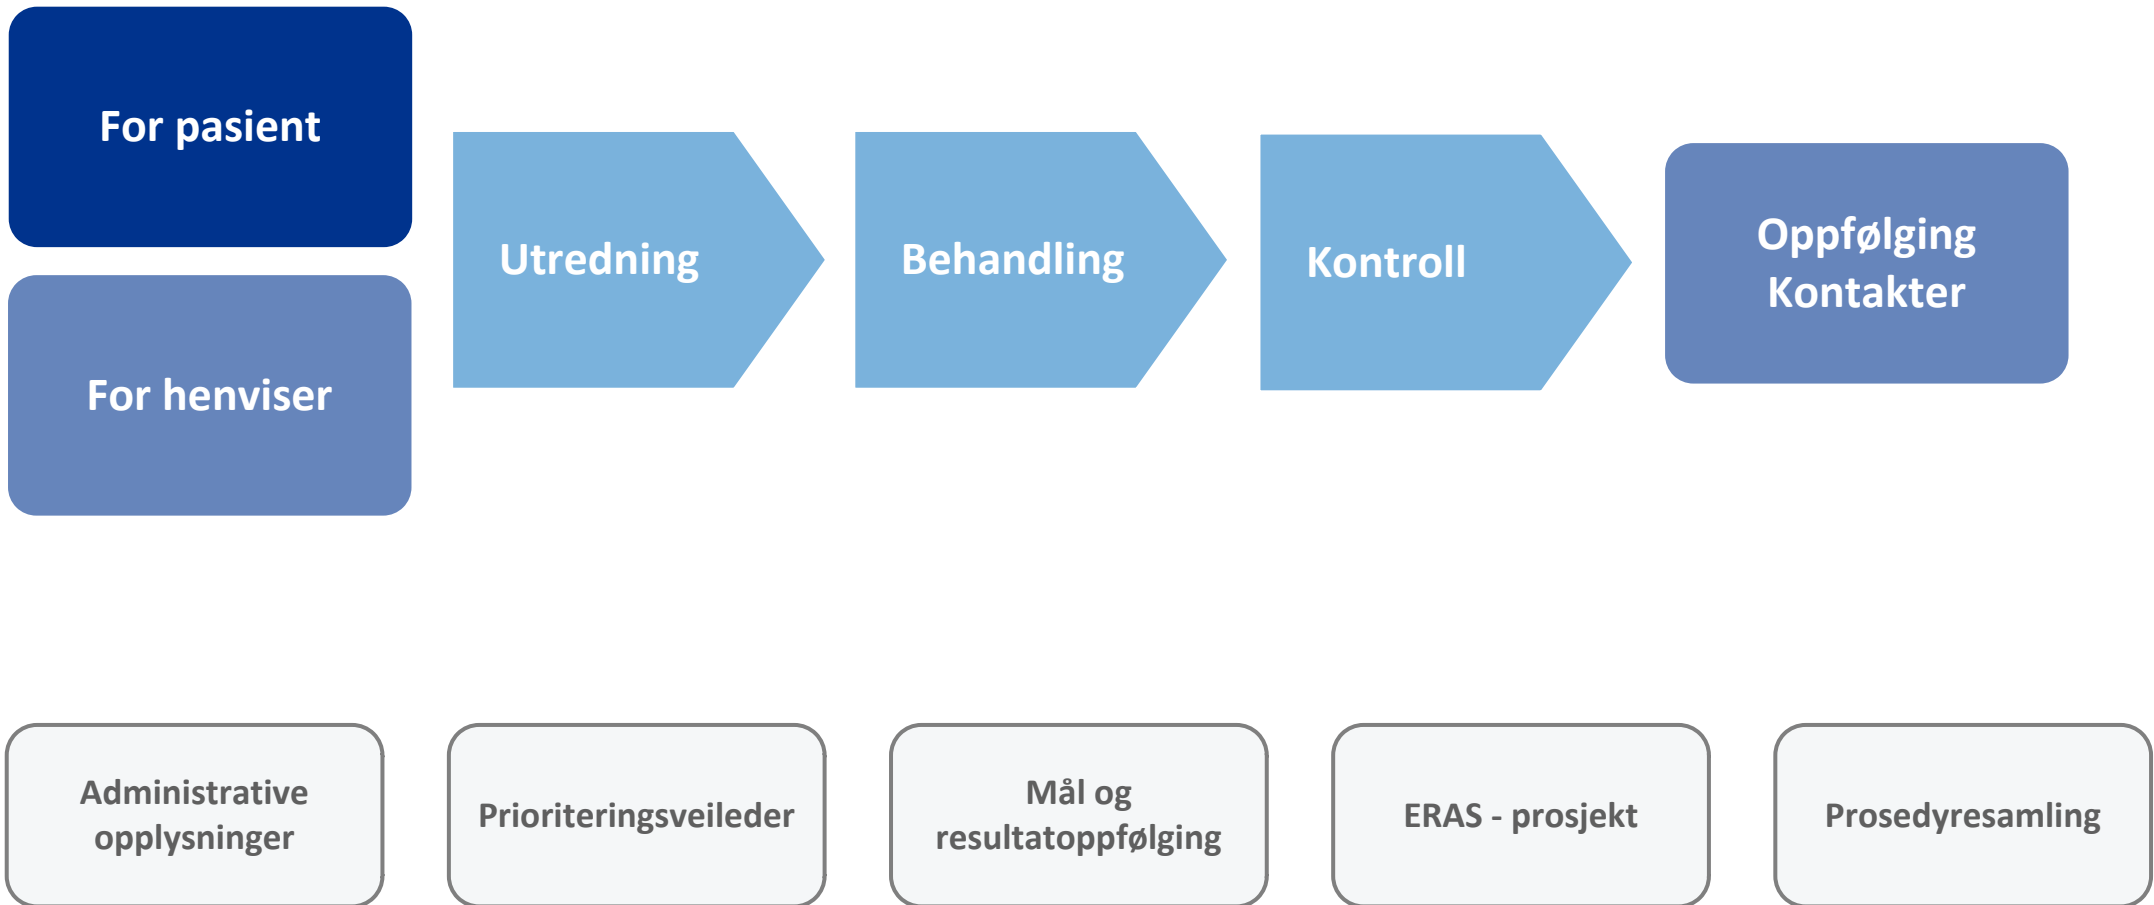 For pasient
For henviser
Utredning
Behandling
Kontroll
Oppfølging
Kontakter
Administrative
opplysninger
Prioriteringsveileder
Mål og
resultatoppfølging
ERAS - prosjekt
Prosedyresamling